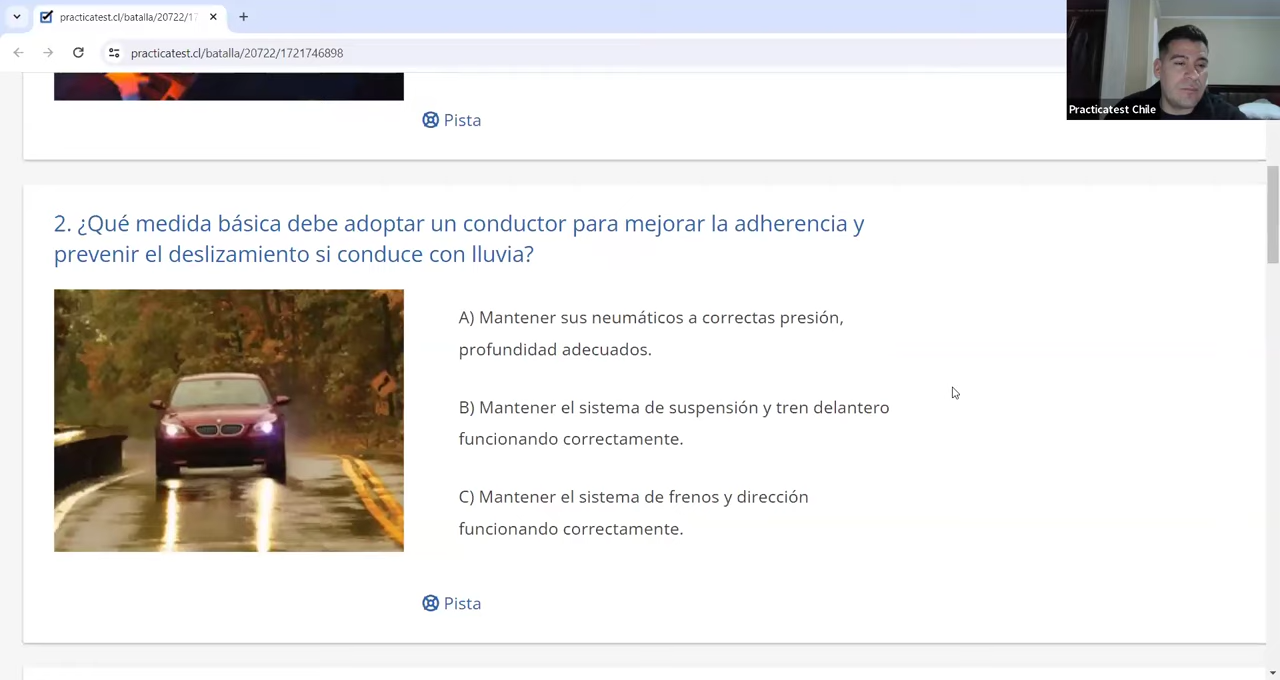 practicatest.cl/batalla/20722/17
practicatest.cl/batalla/20722/1721746898
Practicatest Chile
Pista
2. ¿Qué medida básica debe adoptar un conductor para mejorar la adherencia y
prevenir el deslizamiento si conduce con lluvia?
A) Mantener sus neumáticos a correctas presión,
profundidad adecuados.
B) Mantener el sistema de suspensión y tren delantero
funcionando correctamente.
C) Mantener el sistema de frenos y dirección
funcionando correctamente.
Pista